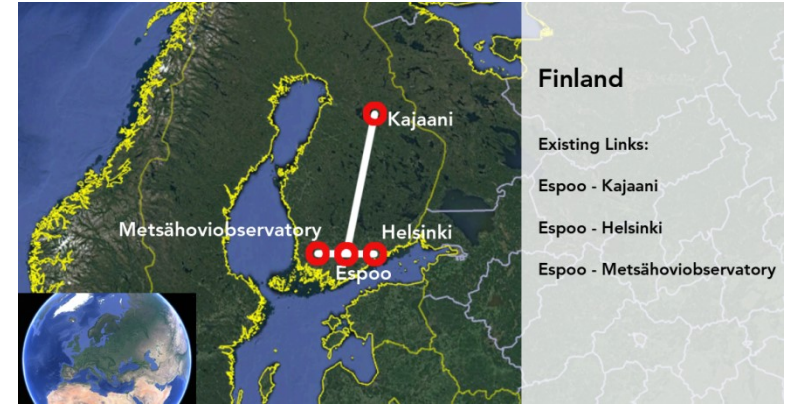 Kajaani
Metsähoviobservatory
Helsinki
Espoo
Finland
Existing Links:
Espoo - Kajaani
Espoo - Helsinki
Espoo - Metsähoviobservatory